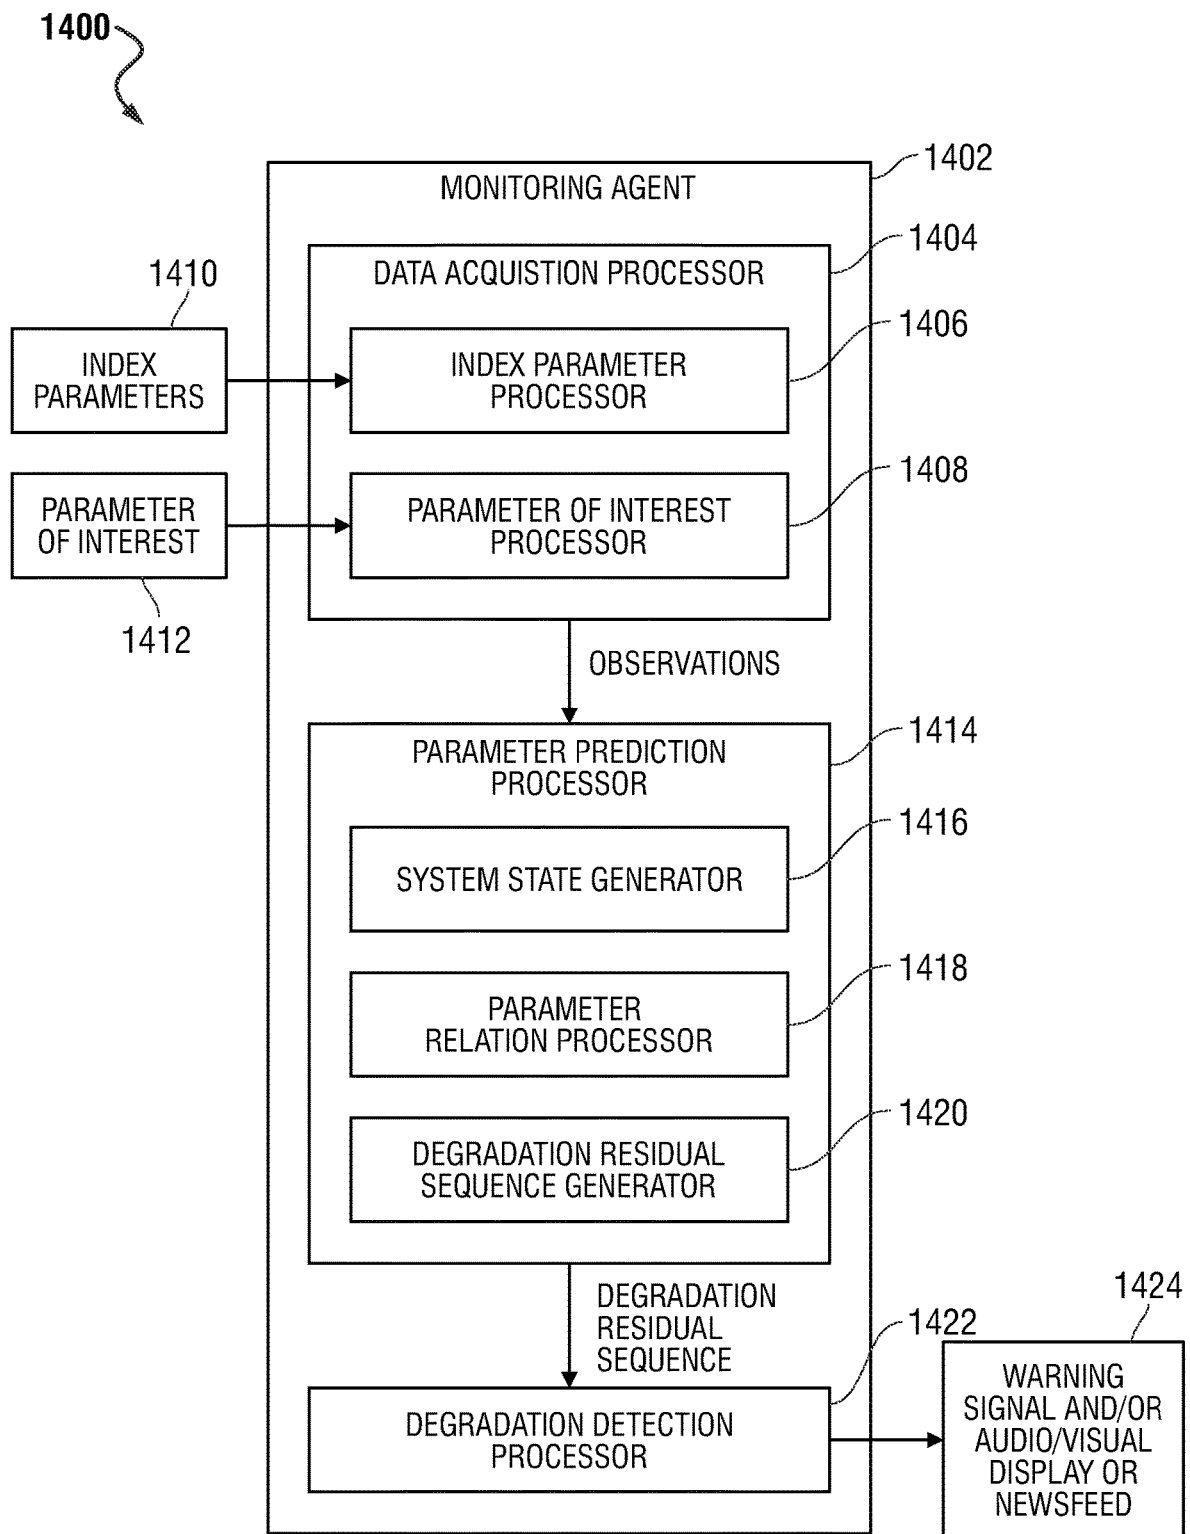 1400
1402
MONITORING AGENT
1404
DATA ACQUISTION PROCESSOR
1410
1406
INDEX
PARAMETERS
INDEX PARAMETER
PROCESSOR
1408
PARAMETER
OF INTEREST
PARAMETER OF INTEREST
PROCESSOR
1412
OBSERVATIONS
1414
PARAMETER PREDICTION
PROCESSOR
1416
SYSTEM STATE GENERATOR
1418
PARAMETER
RELATION PROCESSOR
1420
DEGRADATION RESIDUAL
SEQUENCE GENERATOR
DEGRADATION
RESIDUAL
SEQUENCE
1422
1424
DEGRADATION DETECTION
PROCESSOR
WARNING
SIGNAL AND/OR
AUDIO/VISUAL
DISPLAY OR
NEWSFEED